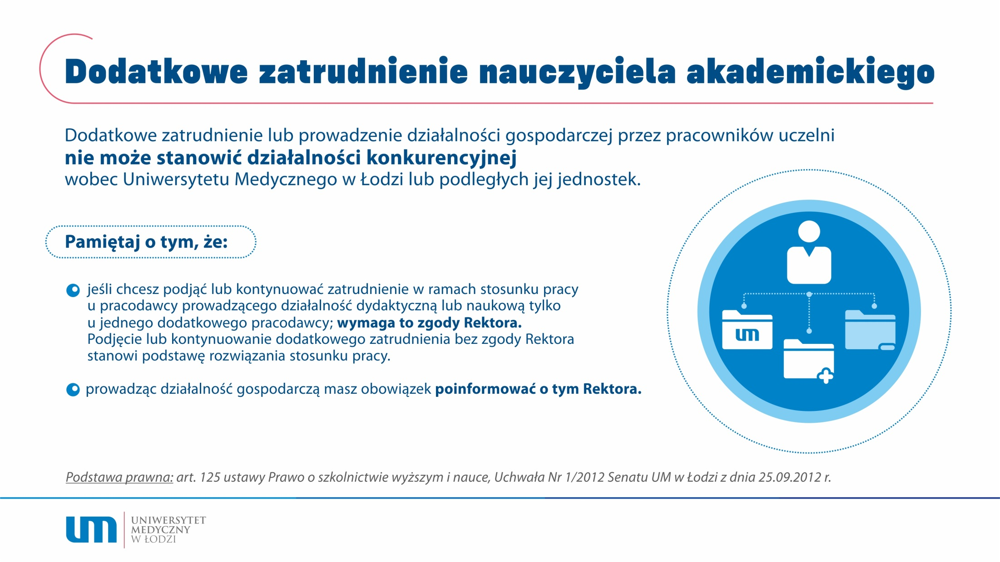 Dodatkowe zatrudnienie nauczyciela akademickiego
Dodatkowe zatrudnienie lub prowadzenie działalności gospodarczej przez pracowników uczelni
nie może stanowić działalności konkurencyjnej
wobec Uniwersytetu Medycznego w Łodzi lub podległych jej jednostek.
Pamiętaj o tym, że:
jeśli chcesz podjąć lub kontynuować zatrudnienie w ramach stosunku pracy
u pracodawcy prowadzącego działalność dydaktyczną lub naukową tylko
u jednego dodatkowego pracodawcy; wymaga to zgody Rektora.
Podjęcie lub kontynuowanie dodatkowego zatrudnienia bez zgody Rektora
stanowi podstawę rozwiązania stosunku pracy.
prowadząc działalność gospodarczą masz obowiązek poinformować o tym Rektora.
um
Podstawa prawna: art. 125 ustawy Prawo o szkolnictwie wyższym i nauce, Uchwała Nr 1/2012 Senatu UM w Łodzi z dnia 25.09.2012 r.
um
UNIWERSYTET
MEDYCZNY
W ŁODZI